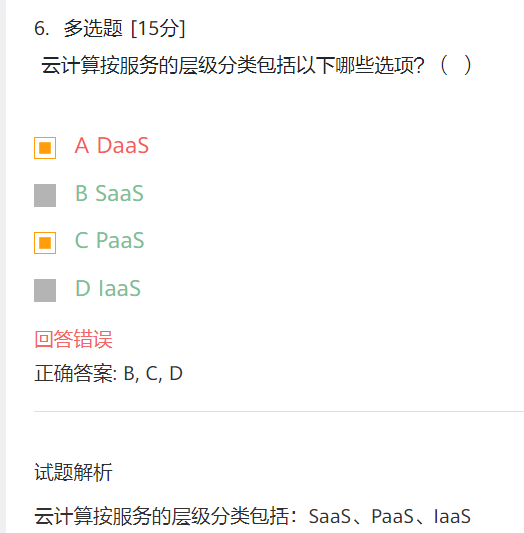 6. 多选题 [15分]
云计算按服务的层级分类包括以下哪些选项？（ ）
A DaaS
B SaaS
C PaaS
D IaaS
回答错误
正确答案: B, C, D
试题解析
云计算按服务的层级分类包括：SaaS、PaaS、IaaS